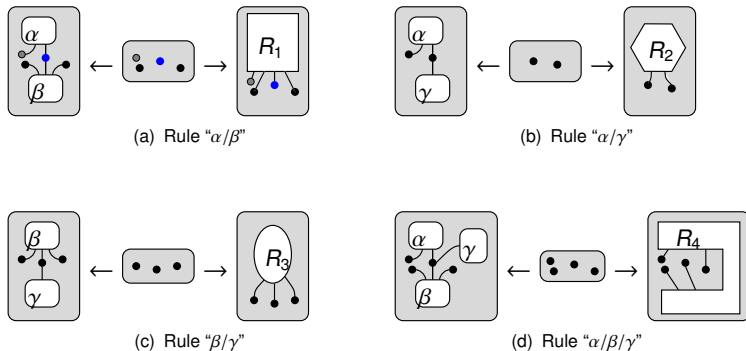 α
β
R1
(a) Rule “α/β”
α
γ
R2
(b) Rule “α/γ”
β
γ
R3
(c) Rule “β/γ”
α
γ
β
R4
(d) Rule “α/β/γ”